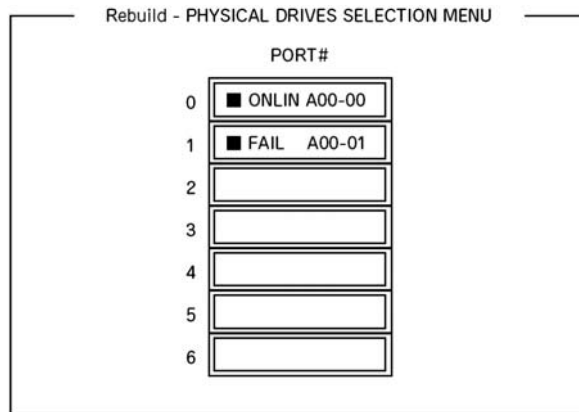 Rebuild - PHYSICAL DRIVES SELECTION MENU
PORT#
0 ■ ONLIN A00-00
1 ■ FAIL A00-01
2
3
4
5
6